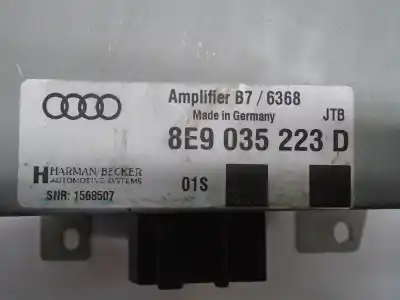 Amplifier B7 / 6368
Made in Germany
JTB
8E9 035 223 D
HARMAN/BECKER
AUTOMOTIVE SYSTEMS
SNR: 1568507
01S